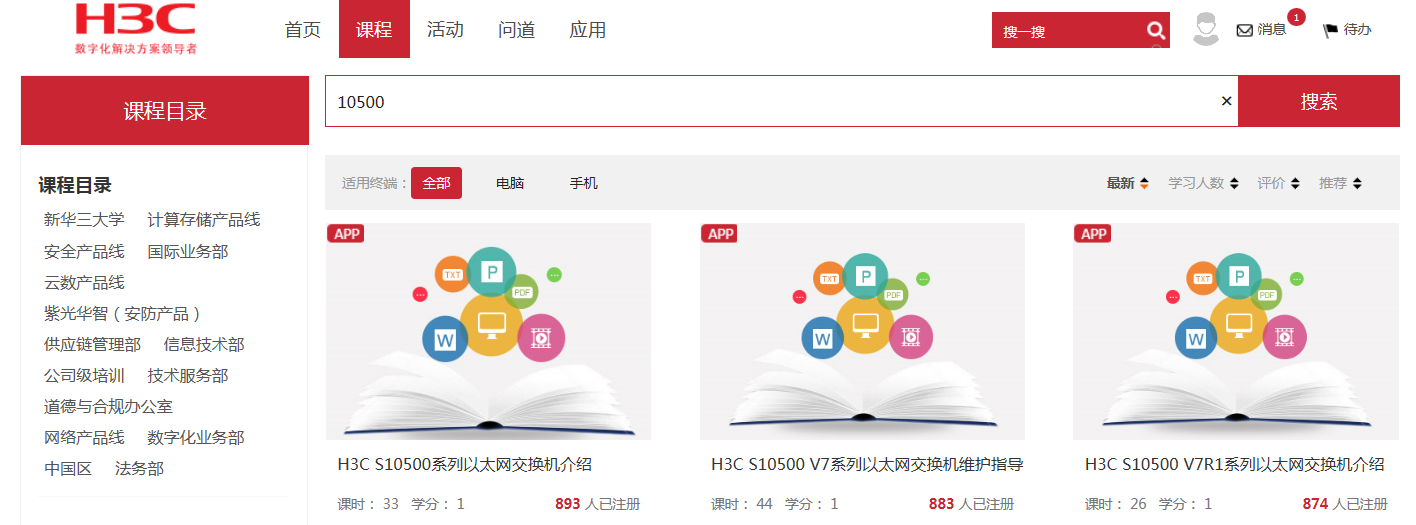 H3C
数字化解决方案领导者
首页 课程 活动 问道 应用
搜一搜
消息 1 待办
课程目录
10500 × 搜索
课程目录
新华三大学 计算存储产品线
安全产品线 国际业务部
云数产品线
紫光华智(安防产品)
供应链管理部 信息技术部
公司级培训 技术服务部
道德与合规办公室
网络产品线 数字化业务部
中国区 法务部
适用终端: 全部 电脑 手机 最新 学习人数 评价 推荐
APP
TXT
P
PDF
W
H3C S10500系列以太网交换机介绍
课时: 33 学分: 1 893 人已注册
APP
TXT
P
PDF
W
H3C S10500 V7系列以太网交换机维护指导
课时: 44 学分: 1 883 人已注册
APP
TXT
P
PDF
W
H3C S10500 V7R1系列以太网交换机介绍
课时: 26 学分: 1 874 人已注册